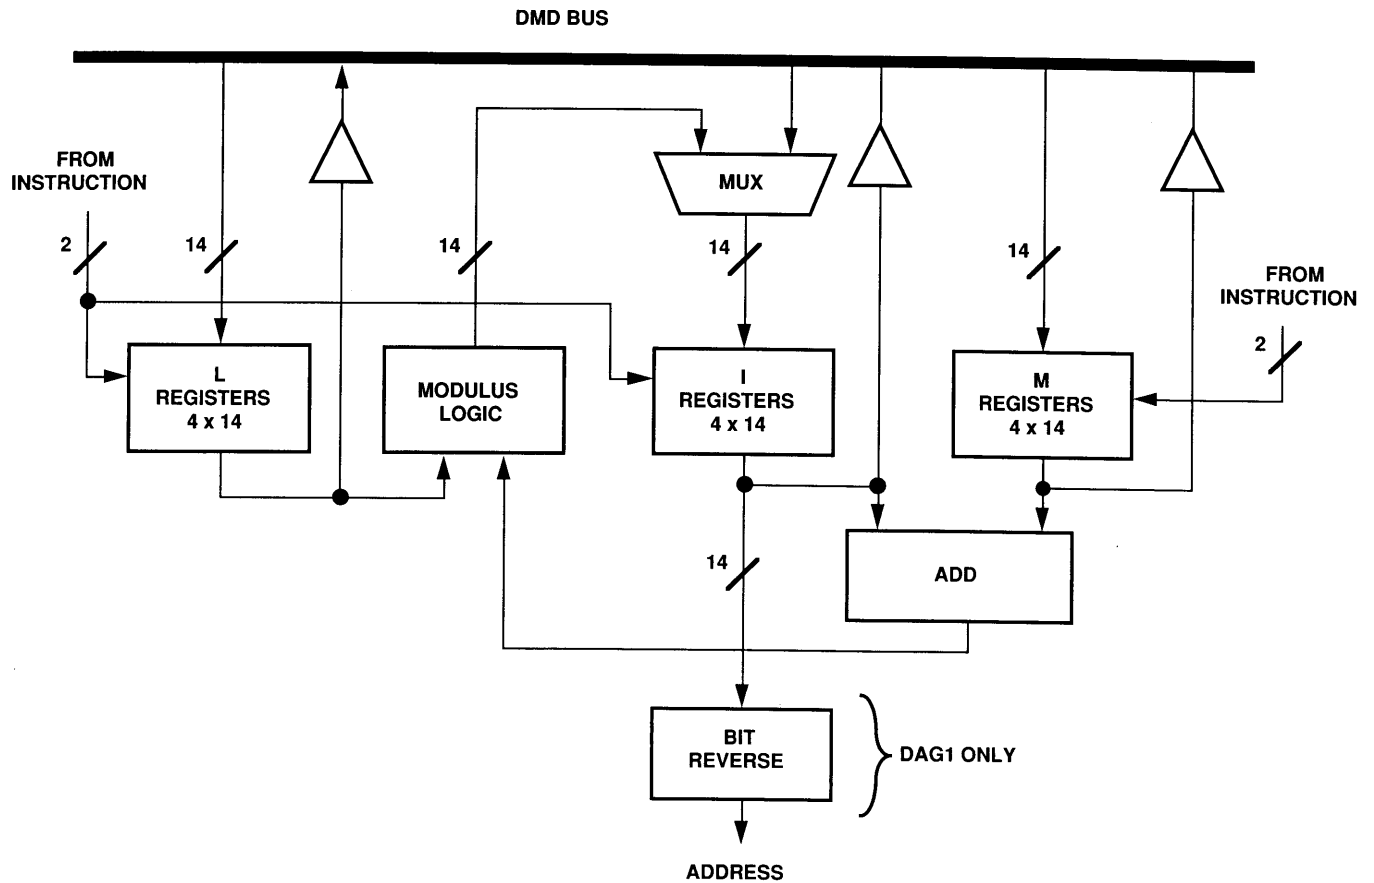 DMD BUS
FROM
INSTRUCTION
MUX
2
14
14
14
14
FROM
INSTRUCTION
2
L
REGISTERS
4 x 14
MODULUS
LOGIC
I
REGISTERS
4 x 14
M
REGISTERS
4 x 14
14
ADD
BIT
REVERSE
DAG1 ONLY
ADDRESS